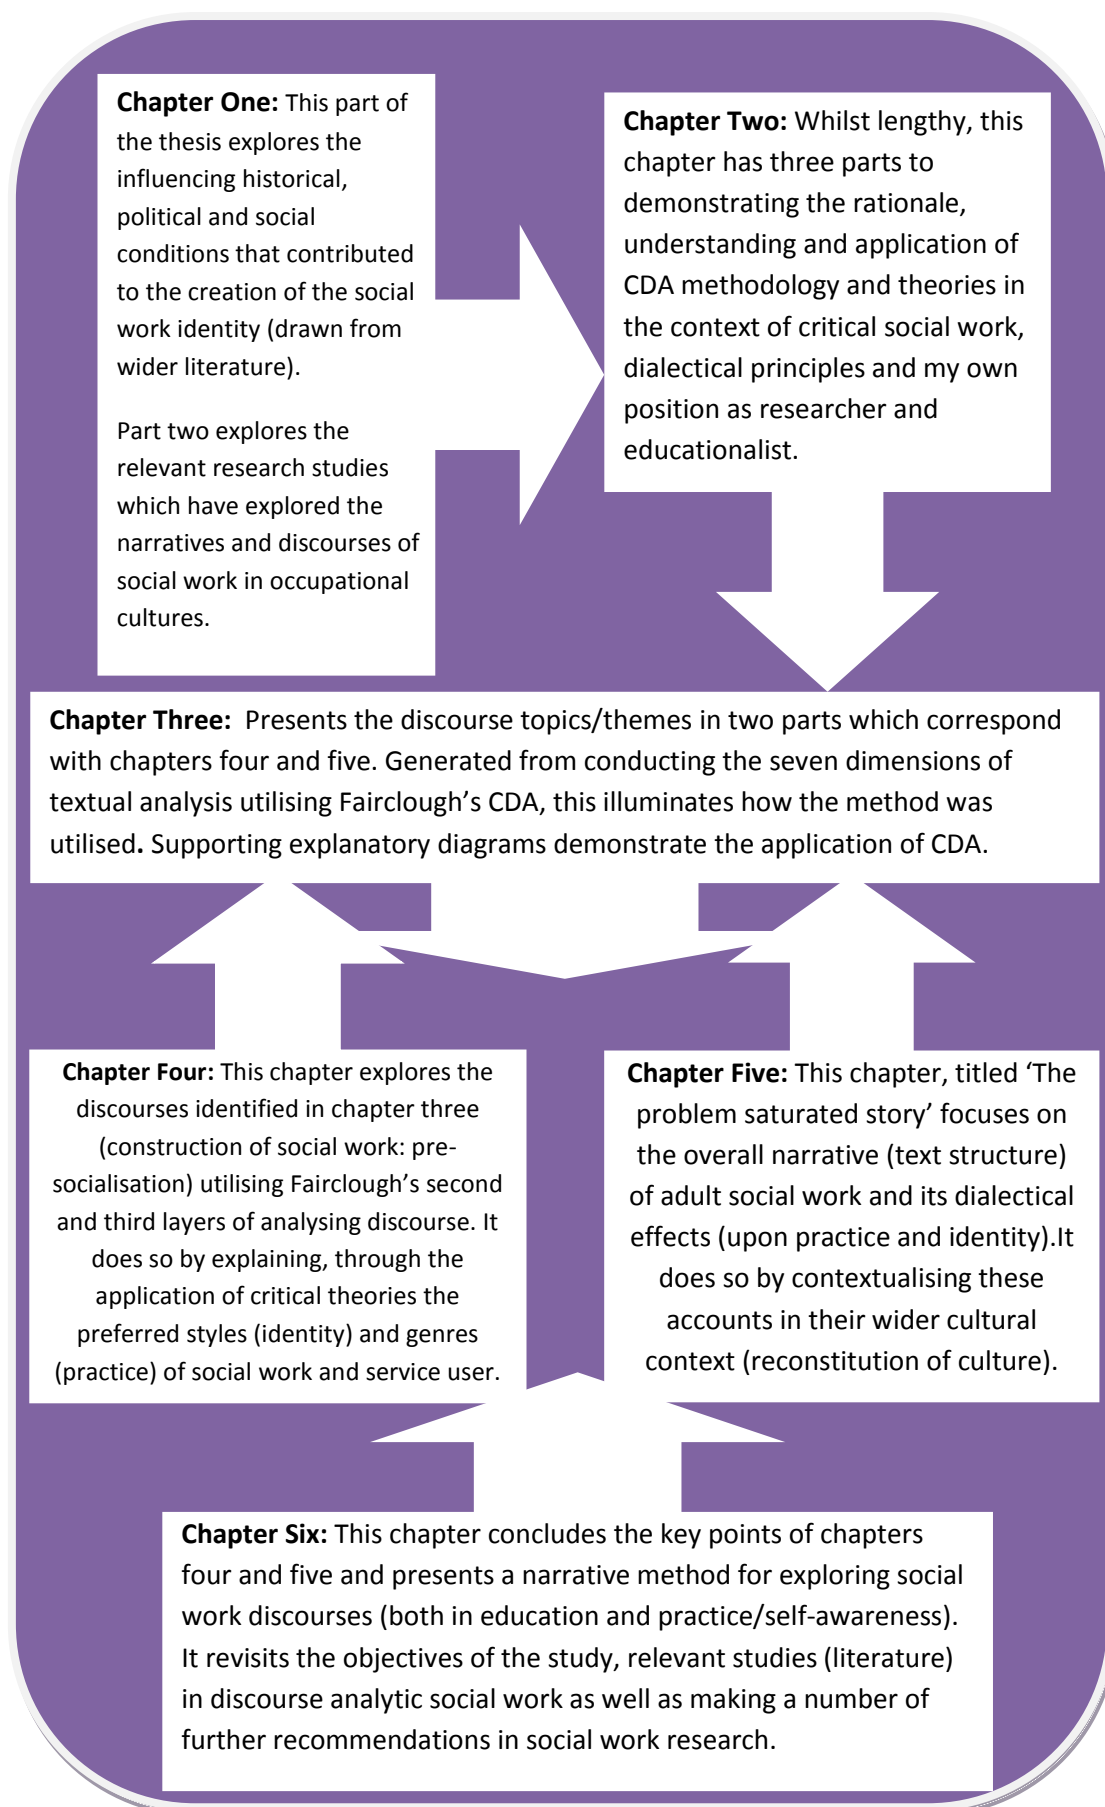 Chapter One: This part of
the thesis explores the
influencing historical,
political and social
conditions that contributed
to the creation of the social
work identity (drawn from
wider literature).
Part two explores the
relevant research studies
which have explored the
narratives and discourses of
social work in occupational
cultures.
Chapter Two: Whilst lengthy, this
chapter has three parts to
demonstrating the rationale,
understanding and application of
CDA methodology and theories in
the context of critical social work,
dialectical principles and my own
position as researcher and
educationalist.
Chapter Three: Presents the discourse topics/themes in two parts which correspond
with chapters four and five. Generated from conducting the seven dimensions of
textual analysis utilising Fairclough’s CDA, this illuminates how the method was
utilised. Supporting explanatory diagrams demonstrate the application of CDA.
Chapter Four: This chapter explores the
discourses identified in chapter three
(construction of social work: pre-
socialisation) utilising Fairclough’s second
and third layers of analysing discourse. It
does so by explaining, through the
application of critical theories the
preferred styles (identity) and genres
(practice) of social work and service user.
Chapter Five: This chapter, titled ‘The
problem saturated story’ focuses on
the overall narrative (text structure)
of adult social work and its dialectical
effects (upon practice and identity).It
does so by contextualising these
accounts in their wider cultural
context (reconstitution of culture).
Chapter Six: This chapter concludes the key points of chapters
four and five and presents a narrative method for exploring social
work discourses (both in education and practice/self-awareness).
It revisits the objectives of the study, relevant studies (literature)
in discourse analytic social work as well as making a number of
further recommendations in social work research.